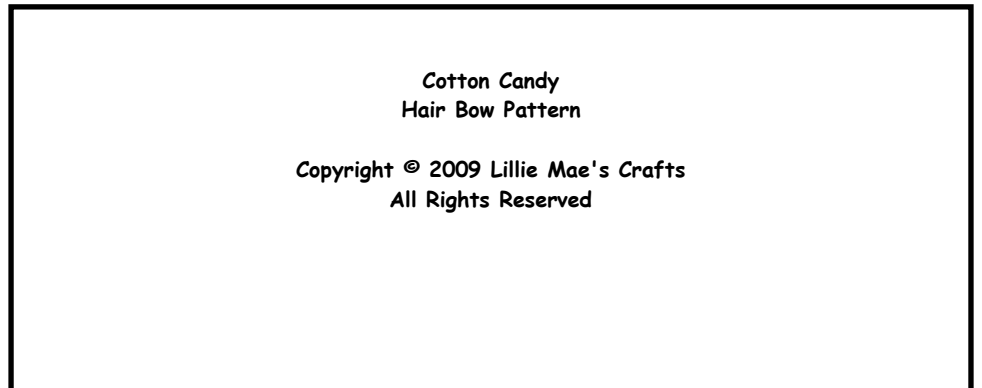 Cotton Candy
Hair Bow Pattern
Copyright © 2009 Lillie Mae's Crafts
All Rights Reserved